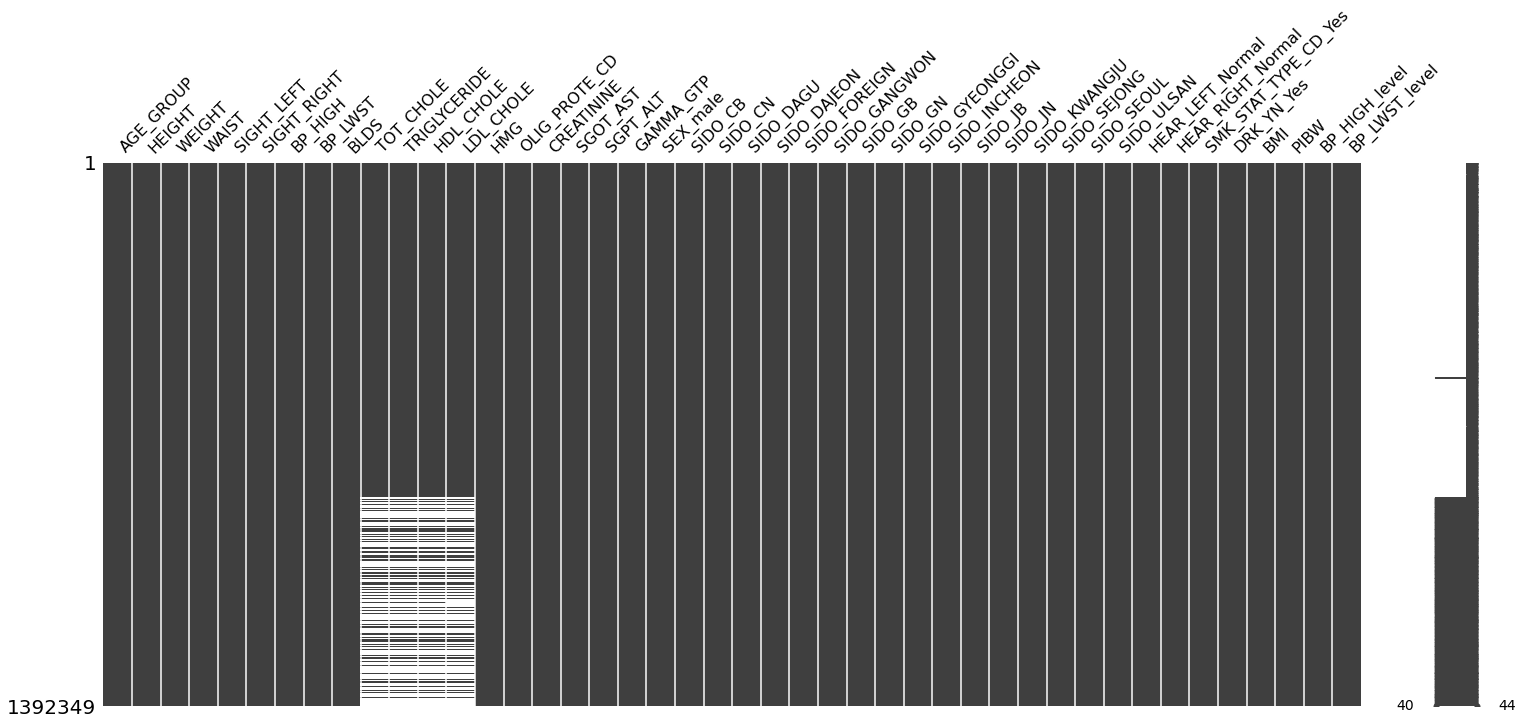 AGE_GROUP
HEIGHT
WEIGHT
WAIST
SIGHT_LEFT
SIGHT_RIGHT
BP_HIGH
BP_LWST
BLDS
TOT_CHOLE
TRIGLYCERIDE
HDL_CHOLE
LDL_CHOLE
HMG
OLIG_PROTE_CD
CREATININE
SGOT_AST
SGPT_ALT
GAMMA_GTP
SEX_male
SIDO_CB
SIDO_CN
SIDO_DAGU
SIDO_DAJEON
SIDO_FOREIGN
SIDO_GANGWON
SIDO_GB
SIDO_GN
SIDO_GYEONGGI
SIDO_INCHEON
SIDO_JB
SIDO_JN
SIDO_KWANGJU
SIDO_SEJONG
SIDO_SEOUL
SIDO_ULSAN
HEAR_LEFT_Normal
HEAR_RIGHT_Normal
SMK_STAT_TYPE_CD_Yes
DRK_YN_Yes
BMI
PIBW
BP_HIGH_level
BP_LWST_level
1
1392349
40
44